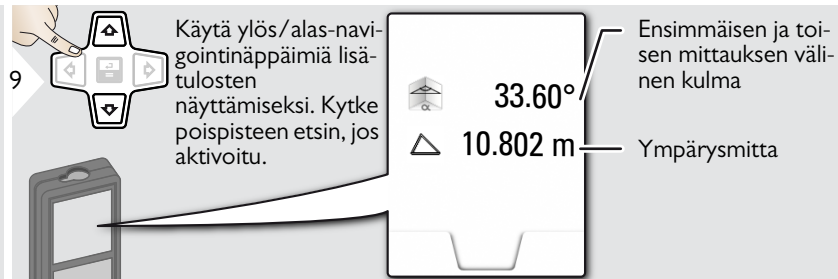 9
Käytä ylös/alas-navi-
gointinäppäimiä lisä-
tulosten
näyttämiseksi. Kytke
poispisteen etsin, jos
aktivoitu.
α
33.60°
10.802 m
Ensimmäisen ja toi-
sen mittauksen väli-
nen kulma
Ympärysmitta